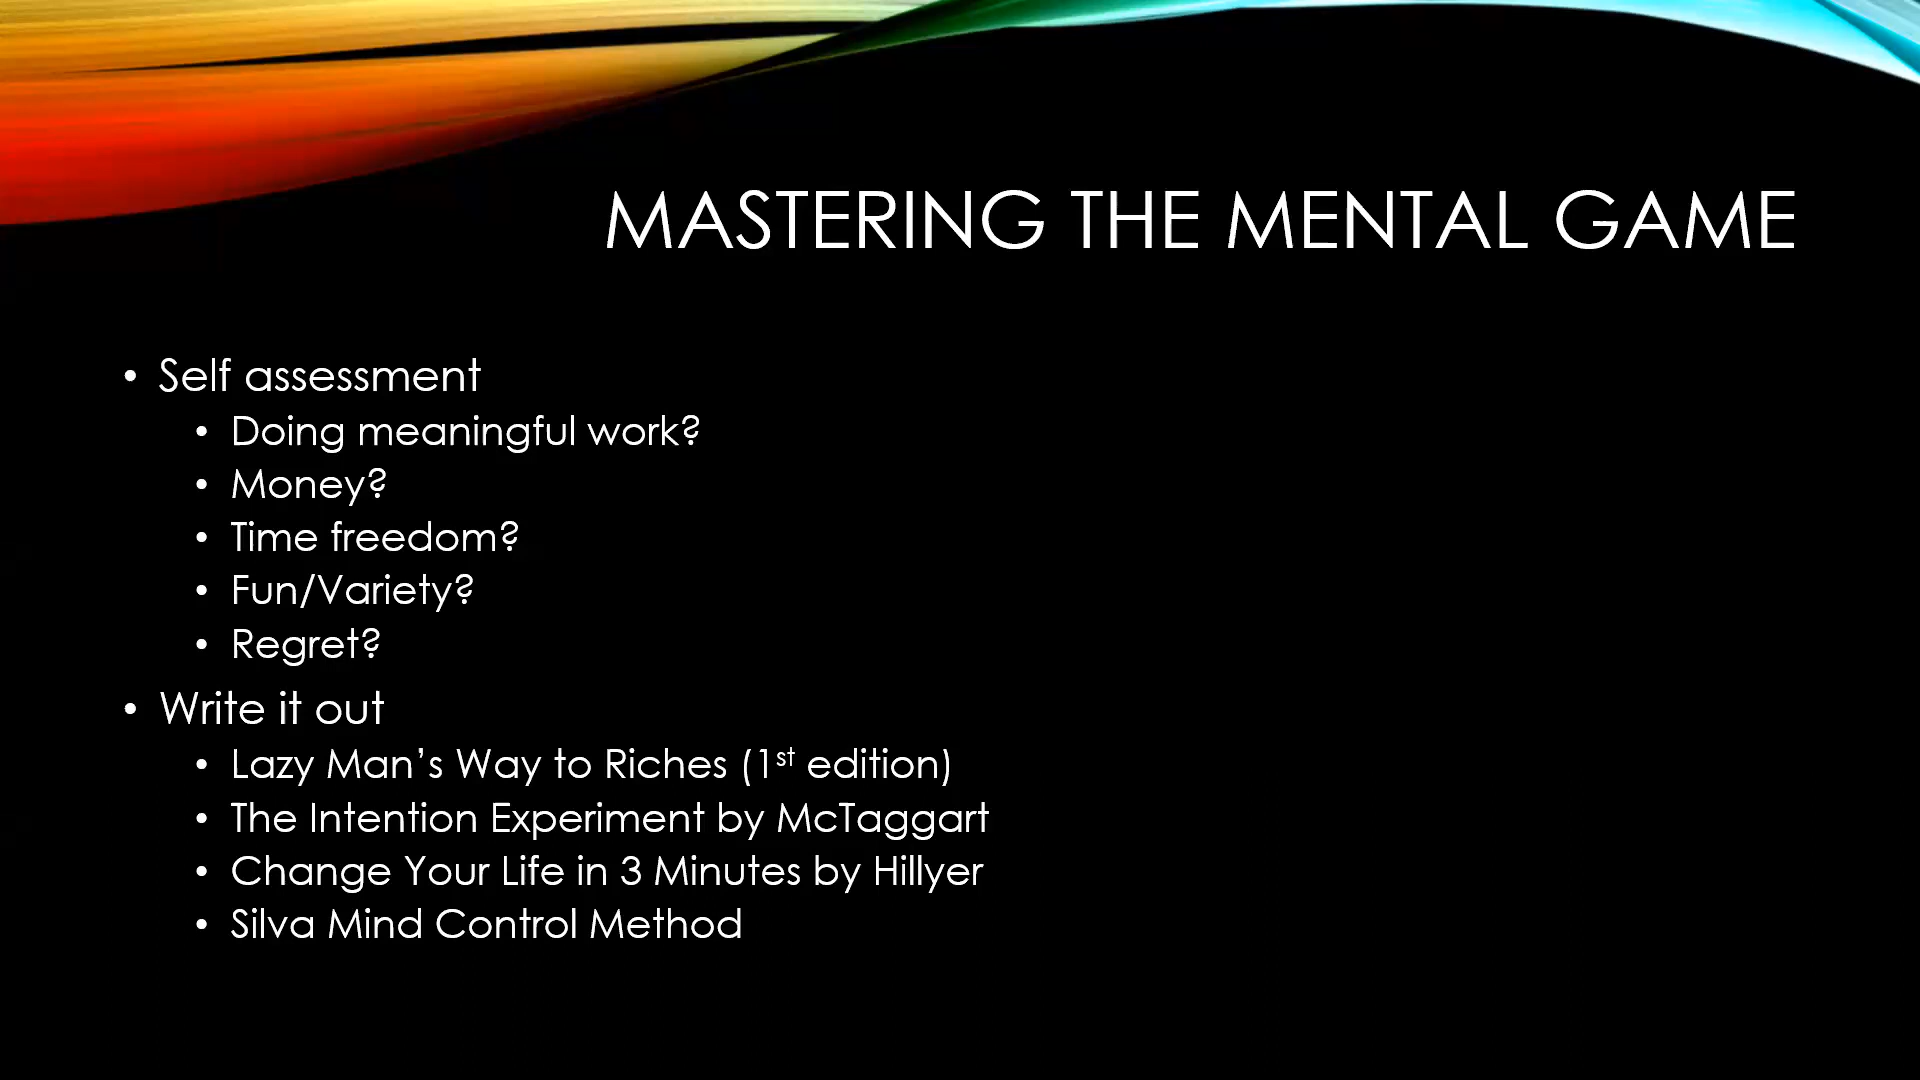 MASTERING THE MENTAL GAME
• Self assessment
• Doing meaningful work?
• Money?
• Time freedom?
• Fun/Variety?
• Regret?
• Write it out
• Lazy Man’s Way to Riches (1st edition)
• The Intention Experiment by McTaggart
• Change Your Life in 3 Minutes by Hillyer
• Silva Mind Control Method